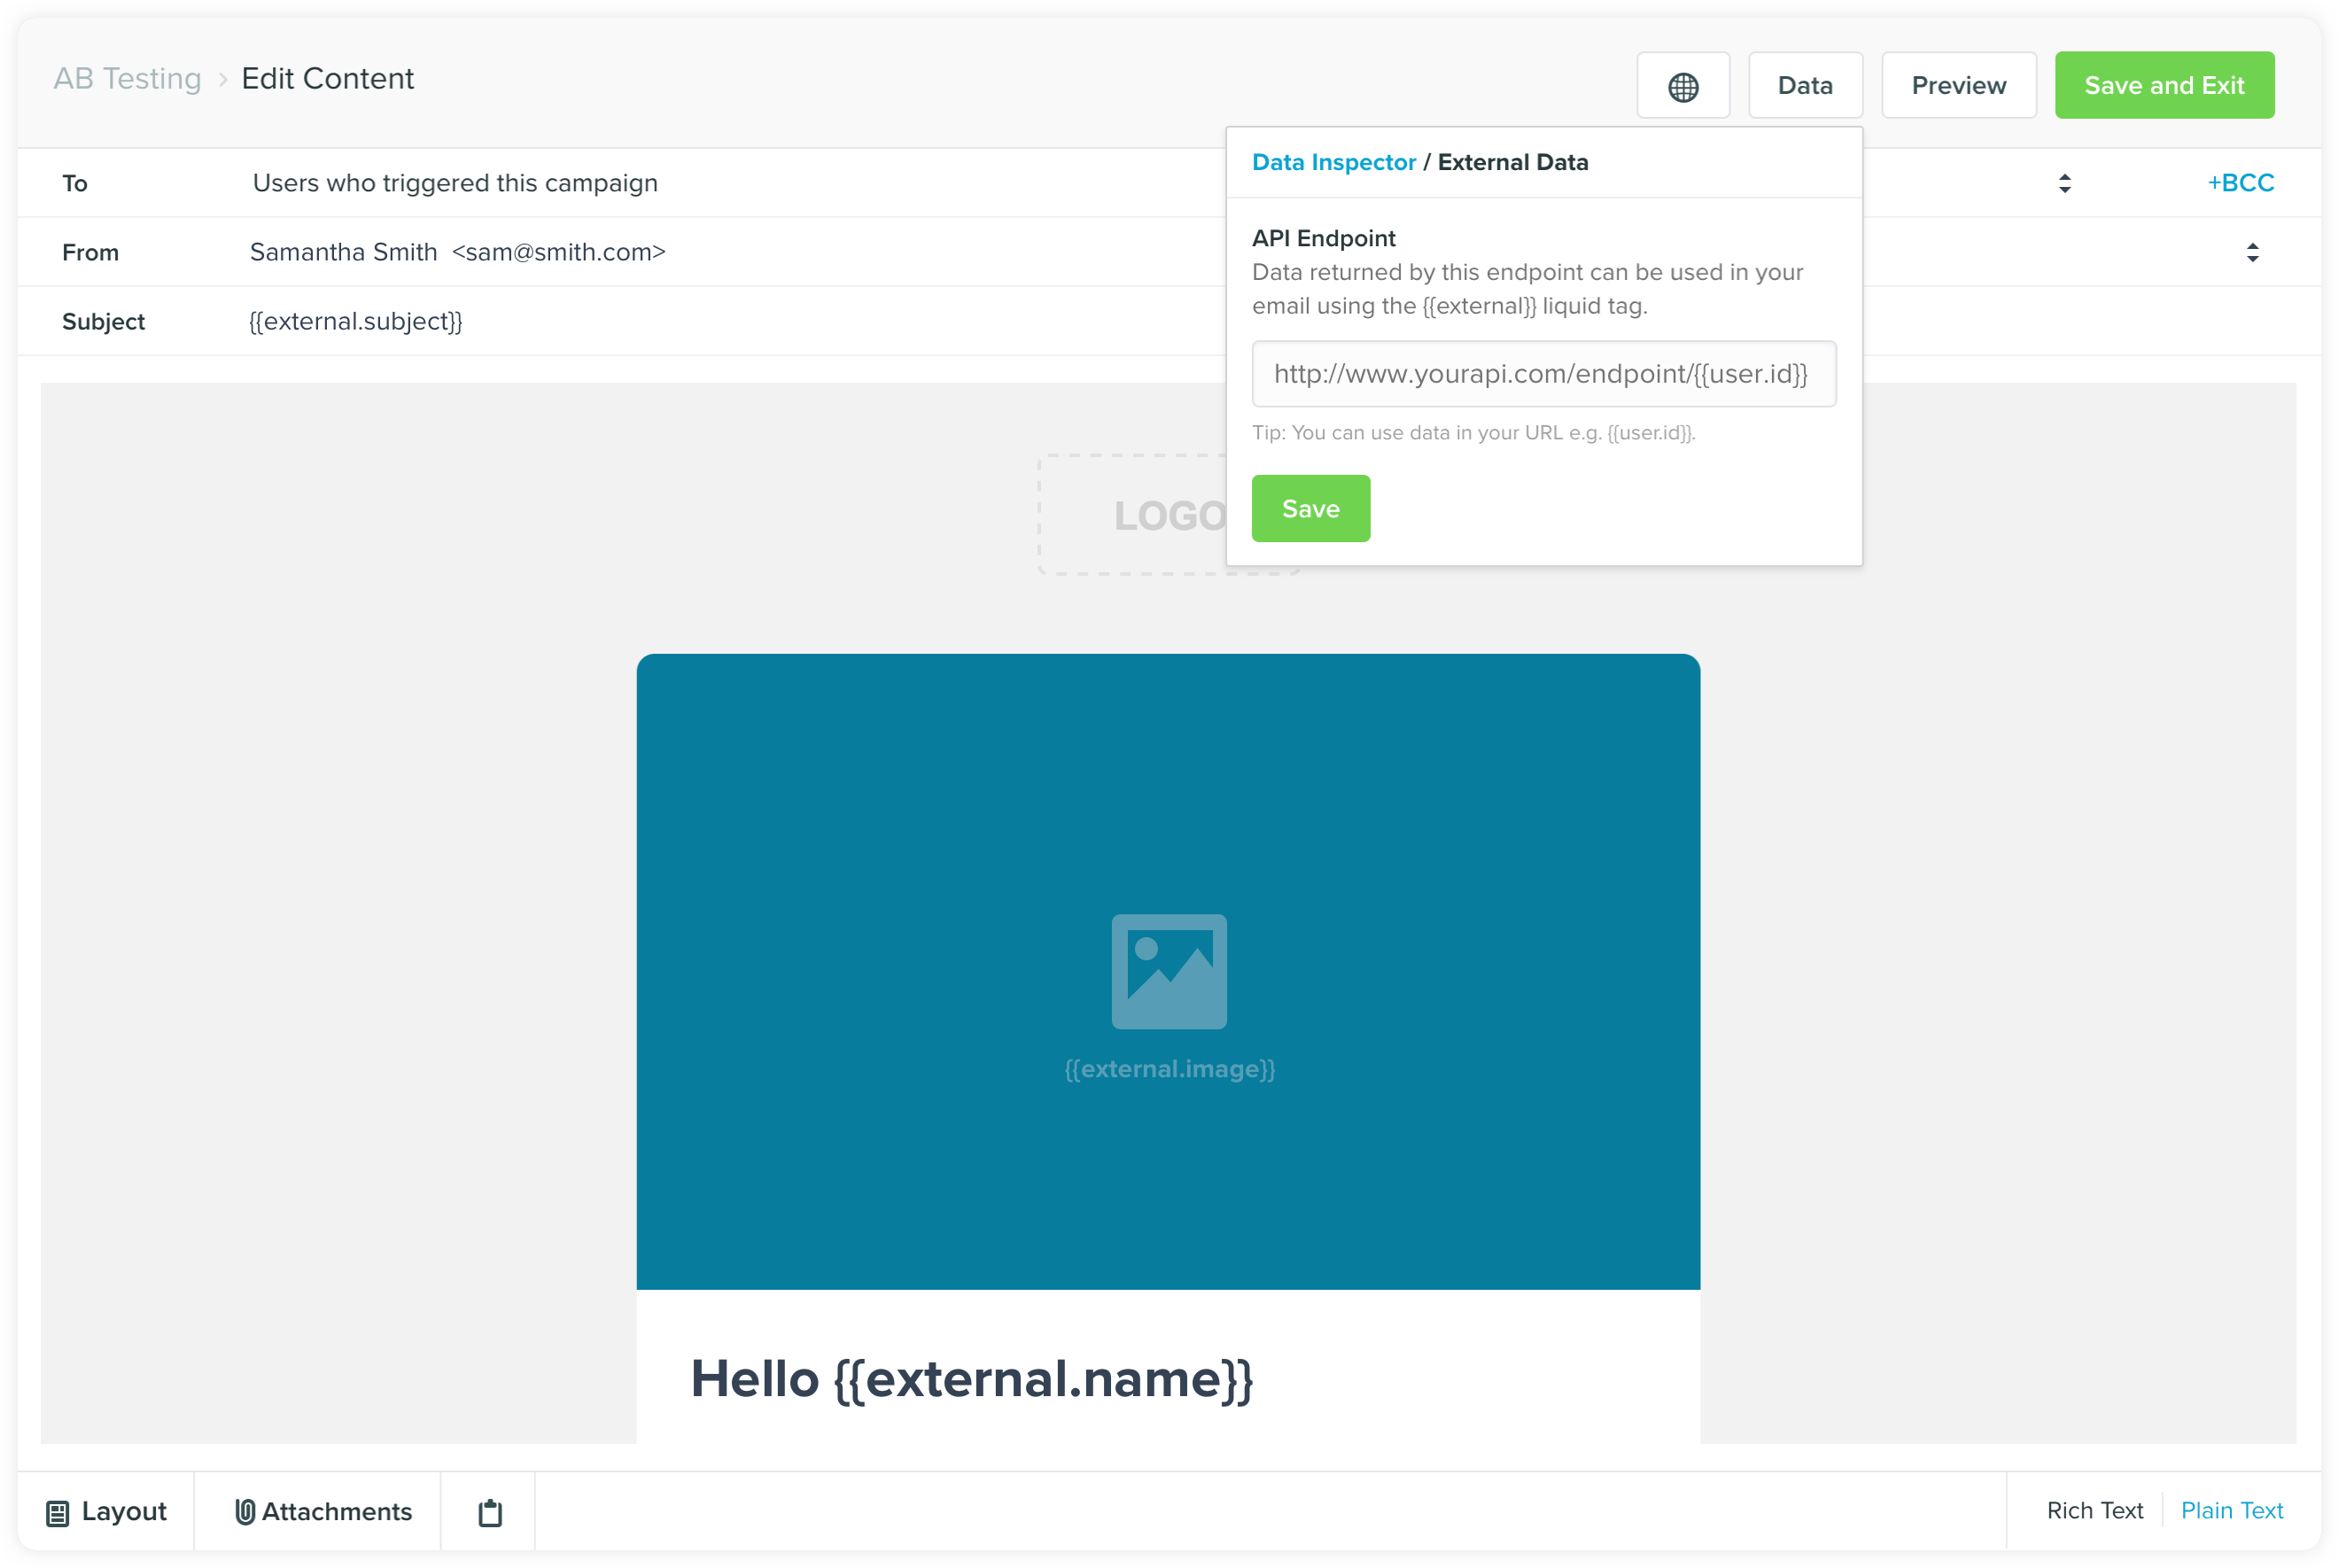 AB Testing › Edit Content
Data
Preview
Save and Exit
To
Users who triggered this campaign
+BCC
From
Samantha Smith <sam@smith.com>
Subject
{{external.subject}}
Data Inspector / External Data
API Endpoint
Data returned by this endpoint can be used in your
email using the {{external}} liquid tag.
http://www.yourapi.com/endpoint/{{user.id}}
Tip: You can use data in your URL e.g. {{user.id}}.
Save
LOGO
{{external.image}}
Hello {{external.name}}
Layout
Attachments
Rich Text
Plain Text